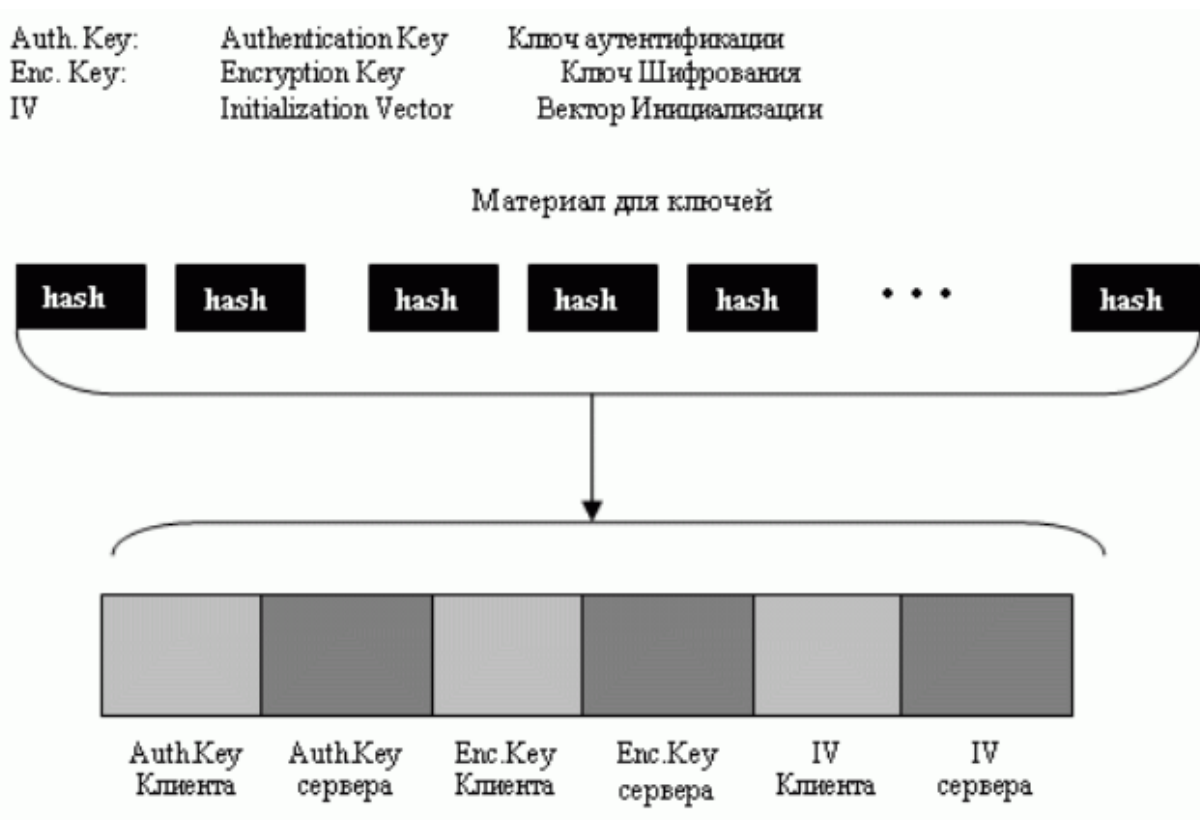 Auth. Key: Authentication Key Ключ аутентификации
Enc. Key: Encryption Key Ключ Шифрования
IV Initialization Vector Вектор Инициализации
Материал для ключей
hash hash hash hash hash • • • hash
Auth.Key Auth.Key Enc.Key Enc.Key IV IV
Клиента сервера Клиента сервера Клиента сервера